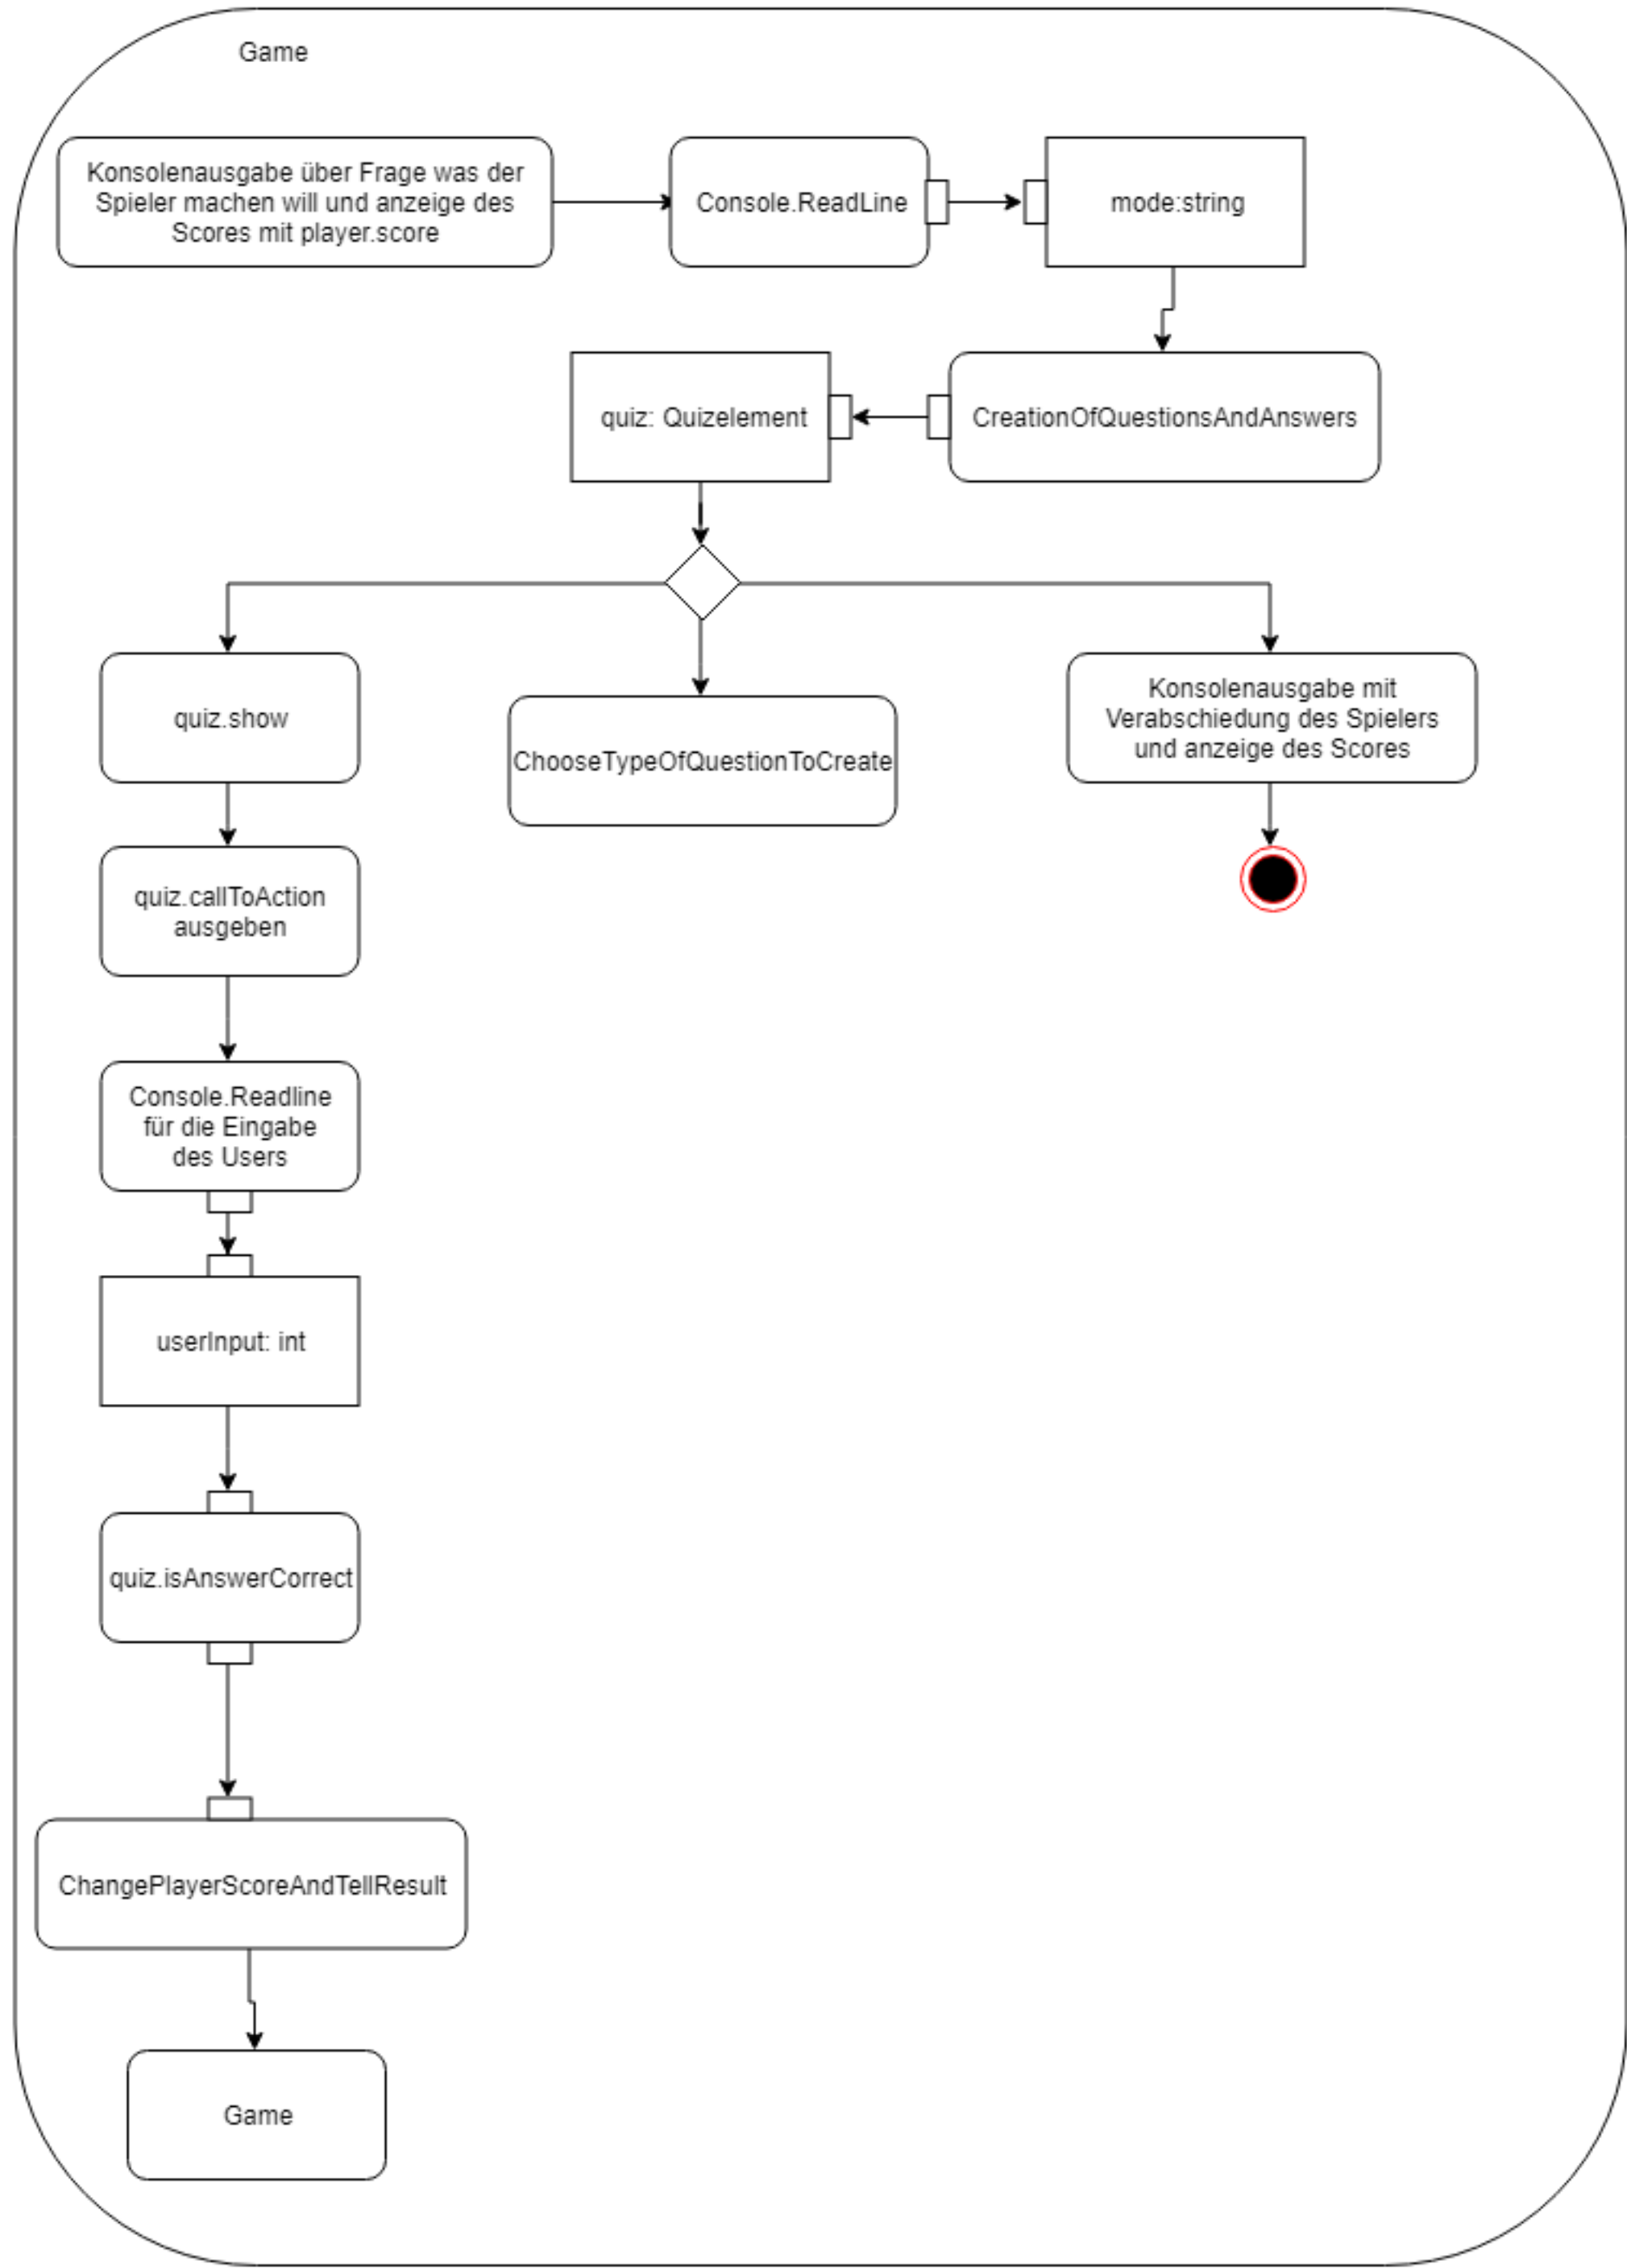 Game
Konsolenausgabe über Frage was der
Spieler machen will und anzeige des
Scores mit player.score
Console.ReadLine
mode:string
quiz: Quizelement
CreationOfQuestionsAndAnswers
quiz.show
ChooseTypeOfQuestionToCreate
Konsolenausgabe mit
Verabschiedung des Spielers
und anzeige des Scores
quiz.callToAction
ausgeben
Console.Readline
für die Eingabe
des Users
userInput: int
quiz.isAnswerCorrect
ChangePlayerScoreAndTellResult
Game